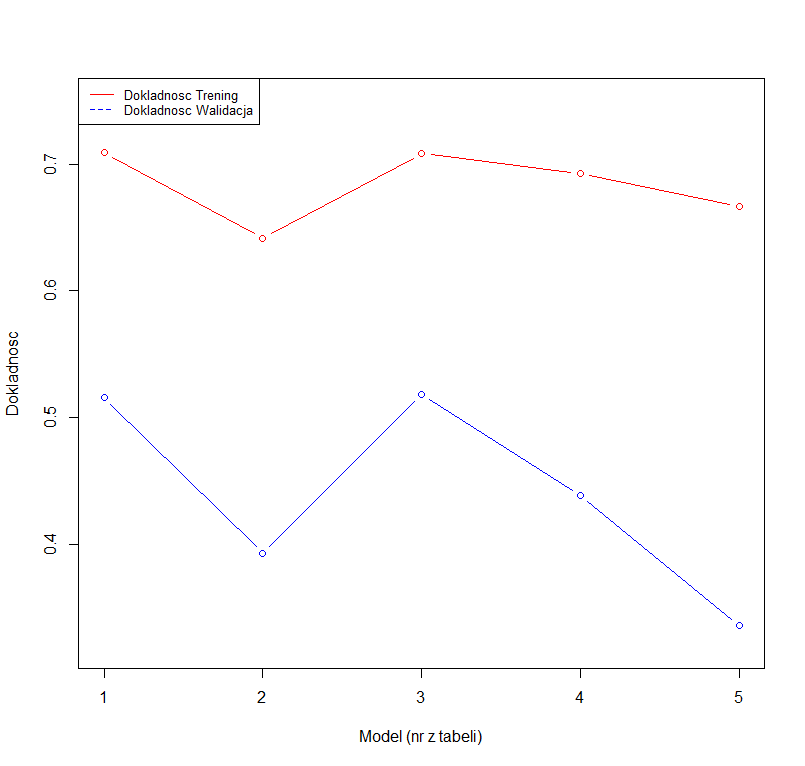 Dokladnosc Trening
Dokladnosc Walidacja
Dokladnosc
0.7
0.6
0.5
0.4
1 2 3 4 5
Model (nr z tabeli)